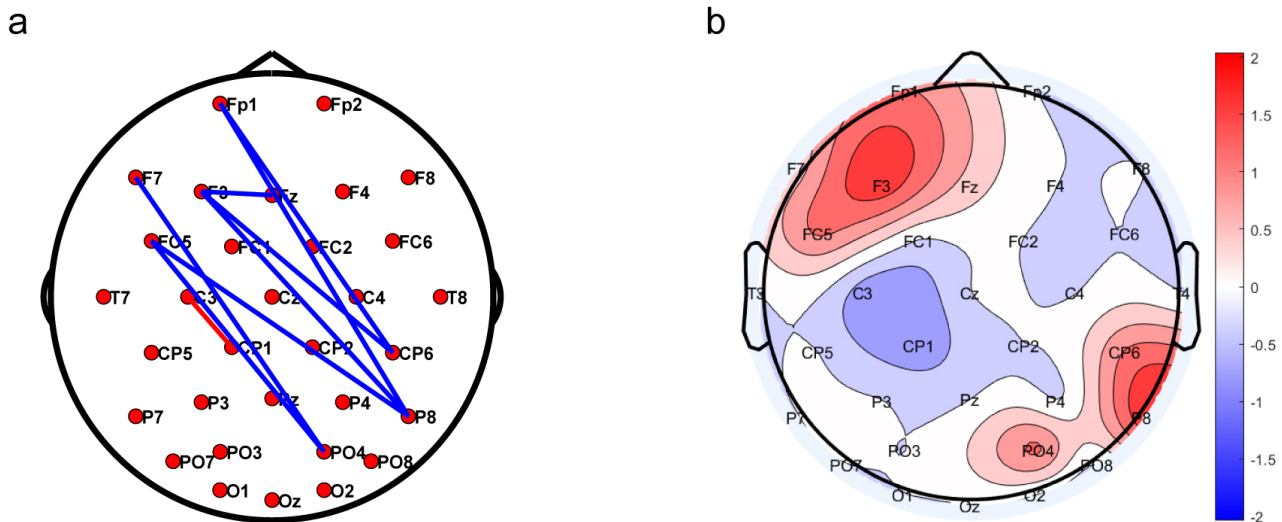 a
Fp1 Fp2
F7 F3 Fz F4 F8
FC5 FC1 FC2 FC6
T7 C3 Cz C4 T8
CP5 CP1 CP2 CP6
P7 P3 Pz P4 P8
PO7 PO3 PO4 PO8
O1 Oz O2
b
Fp1 Fp2
F7 F3 Fz F4 F8
FC5 FC1 FC2 FC6
T3 C3 Cz C4 T4
CP5 CP1 CP2 CP6
P7 P3 Pz P4 P8
PO7 PO3 PO4 PO8
O1 Oz O2
2
1.5
1
0.5
0
-0.5
-1
-1.5
-2